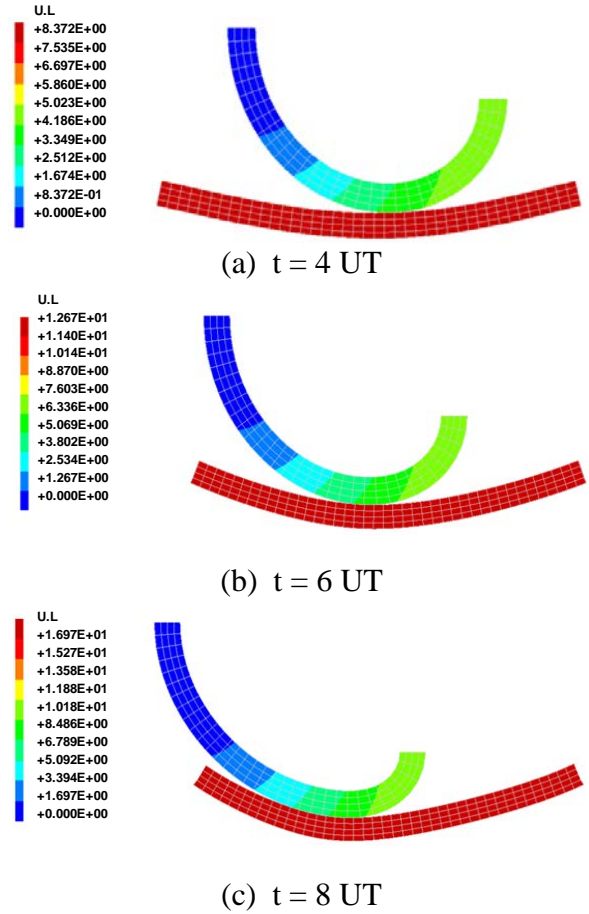 U.L
+8.372E+00
+7.535E+00
+6.697E+00
+5.860E+00
+5.023E+00
+4.186E+00
+3.349E+00
+2.512E+00
+1.674E+00
+8.372E-01
+0.000E+00
(a) t = 4 UT
U.L
+1.267E+01
+1.140E+01
+1.014E+01
+8.870E+00
+7.603E+00
+6.336E+00
+5.069E+00
+3.802E+00
+2.534E+00
+1.267E+00
+0.000E+00
(b) t = 6 UT
U.L
+1.697E+01
+1.527E+01
+1.358E+01
+1.188E+01
+1.018E+01
+8.486E+00
+6.789E+00
+5.092E+00
+3.394E+00
+1.697E+00
+0.000E+00
(c) t = 8 UT